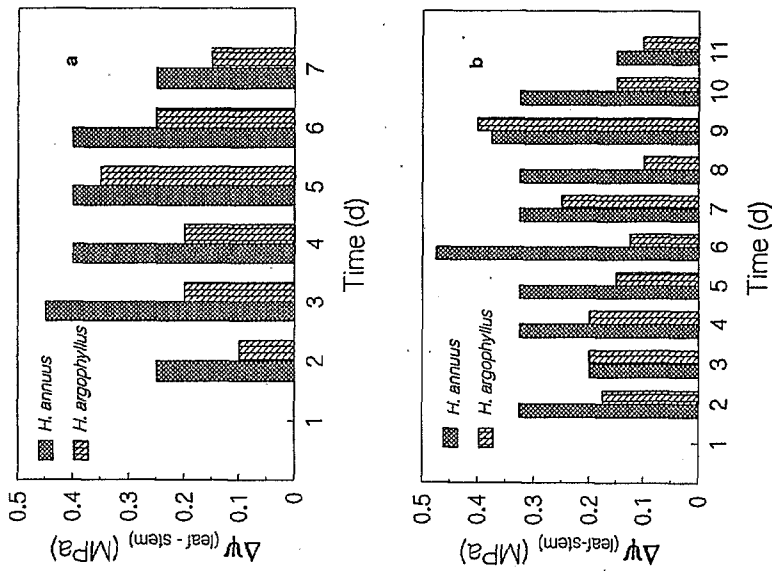 a
H. annuus
H. argophyllus
0.5
0.4
0.3
0.2
0.1
0
Δψ (leaf - stem) (MPa)
1 2 3 4 5 6 7
Time (d)
b
H. annuus
H. argophyllus
0.5
0.4
0.3
0.2
0.1
0
Δψ (leaf-stem) (MPa)
1 2 3 4 5 6 7 8 9 10 11
Time (d)